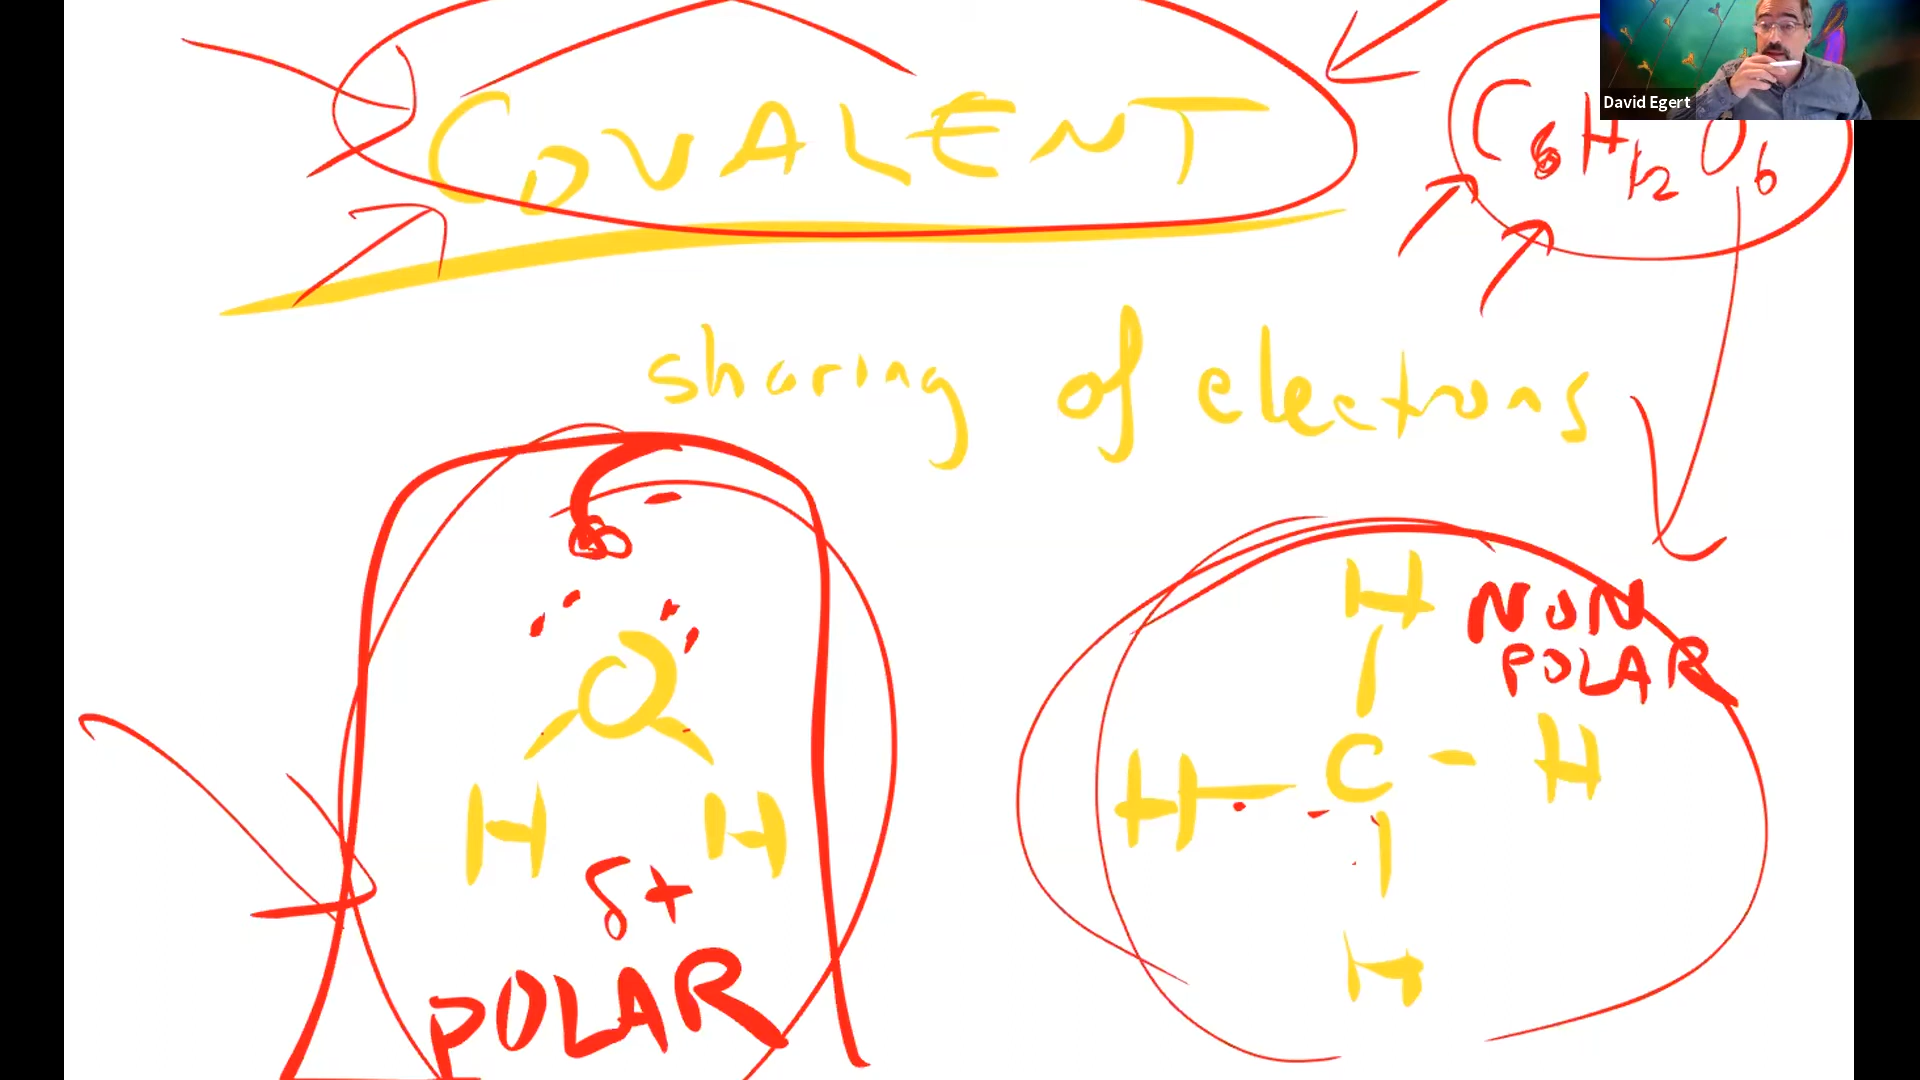 David Egert
COVALENT
C6H12O6
sharing of electrons
δ-
O
H H
δ+
POLAR
H
NON
POLAR
H - C - H
H